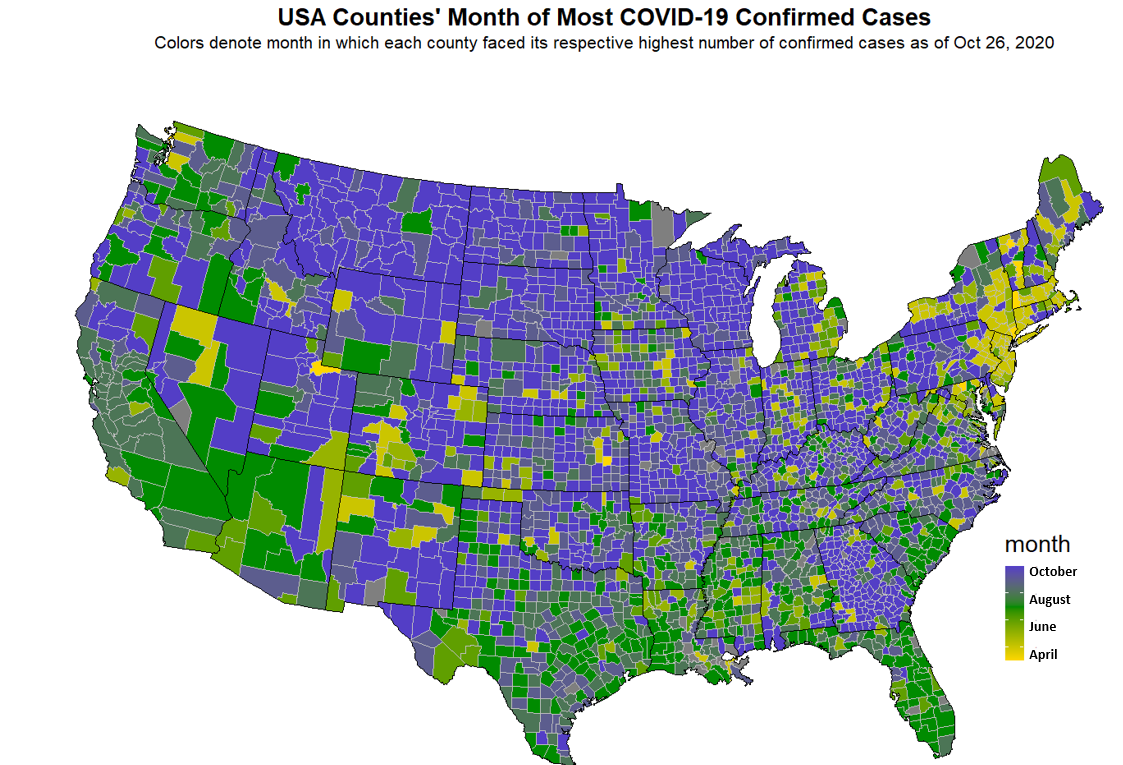 USA Counties' Month of Most COVID-19 Confirmed Cases
Colors denote month in which each county faced its respective highest number of confirmed cases as of Oct 26, 2020
month
October
August
June
April